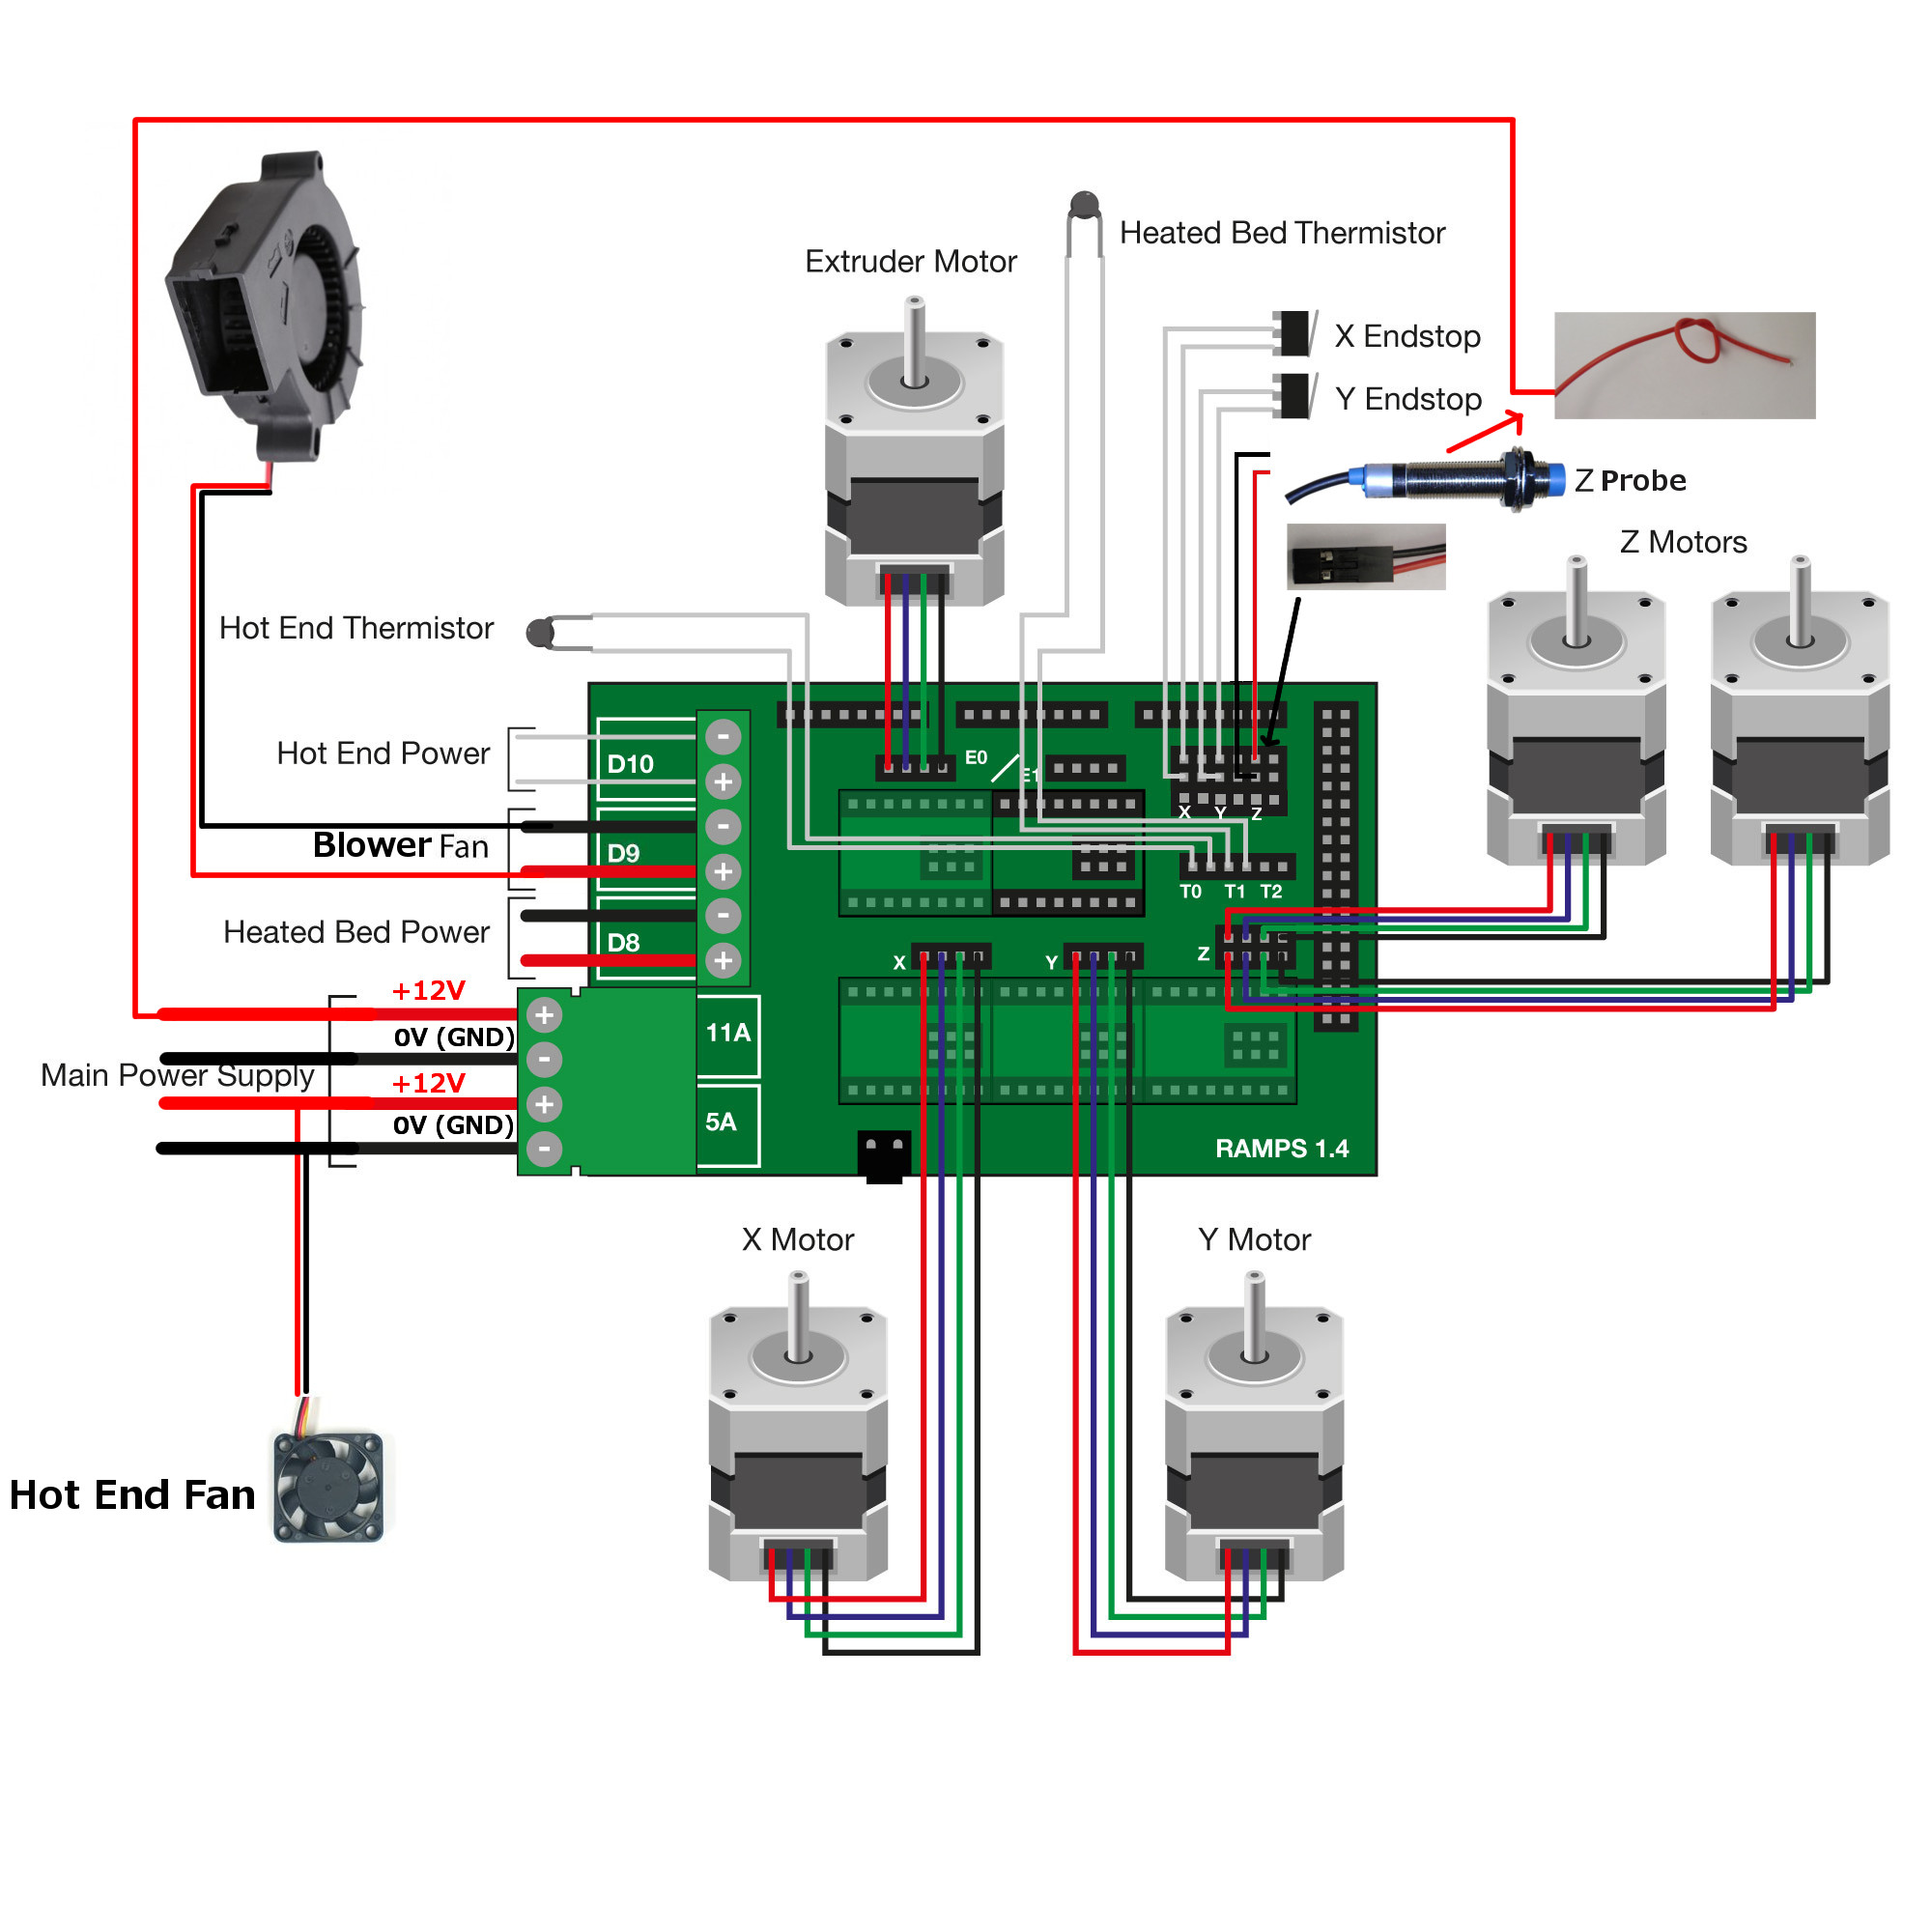 Heated Bed Thermistor
Extruder Motor
X Endstop
Y Endstop
Z Probe
Z Motors
Hot End Thermistor
Hot End Power
D10
E0
E1
X Y Z
Blower Fan
D9
T0 T1 T2
Heated Bed Power
D8
X
Y
Z
+12V
0V (GND)
11A
Main Power Supply
+12V
0V (GND)
5A
RAMPS 1.4
X Motor
Y Motor
Hot End Fan